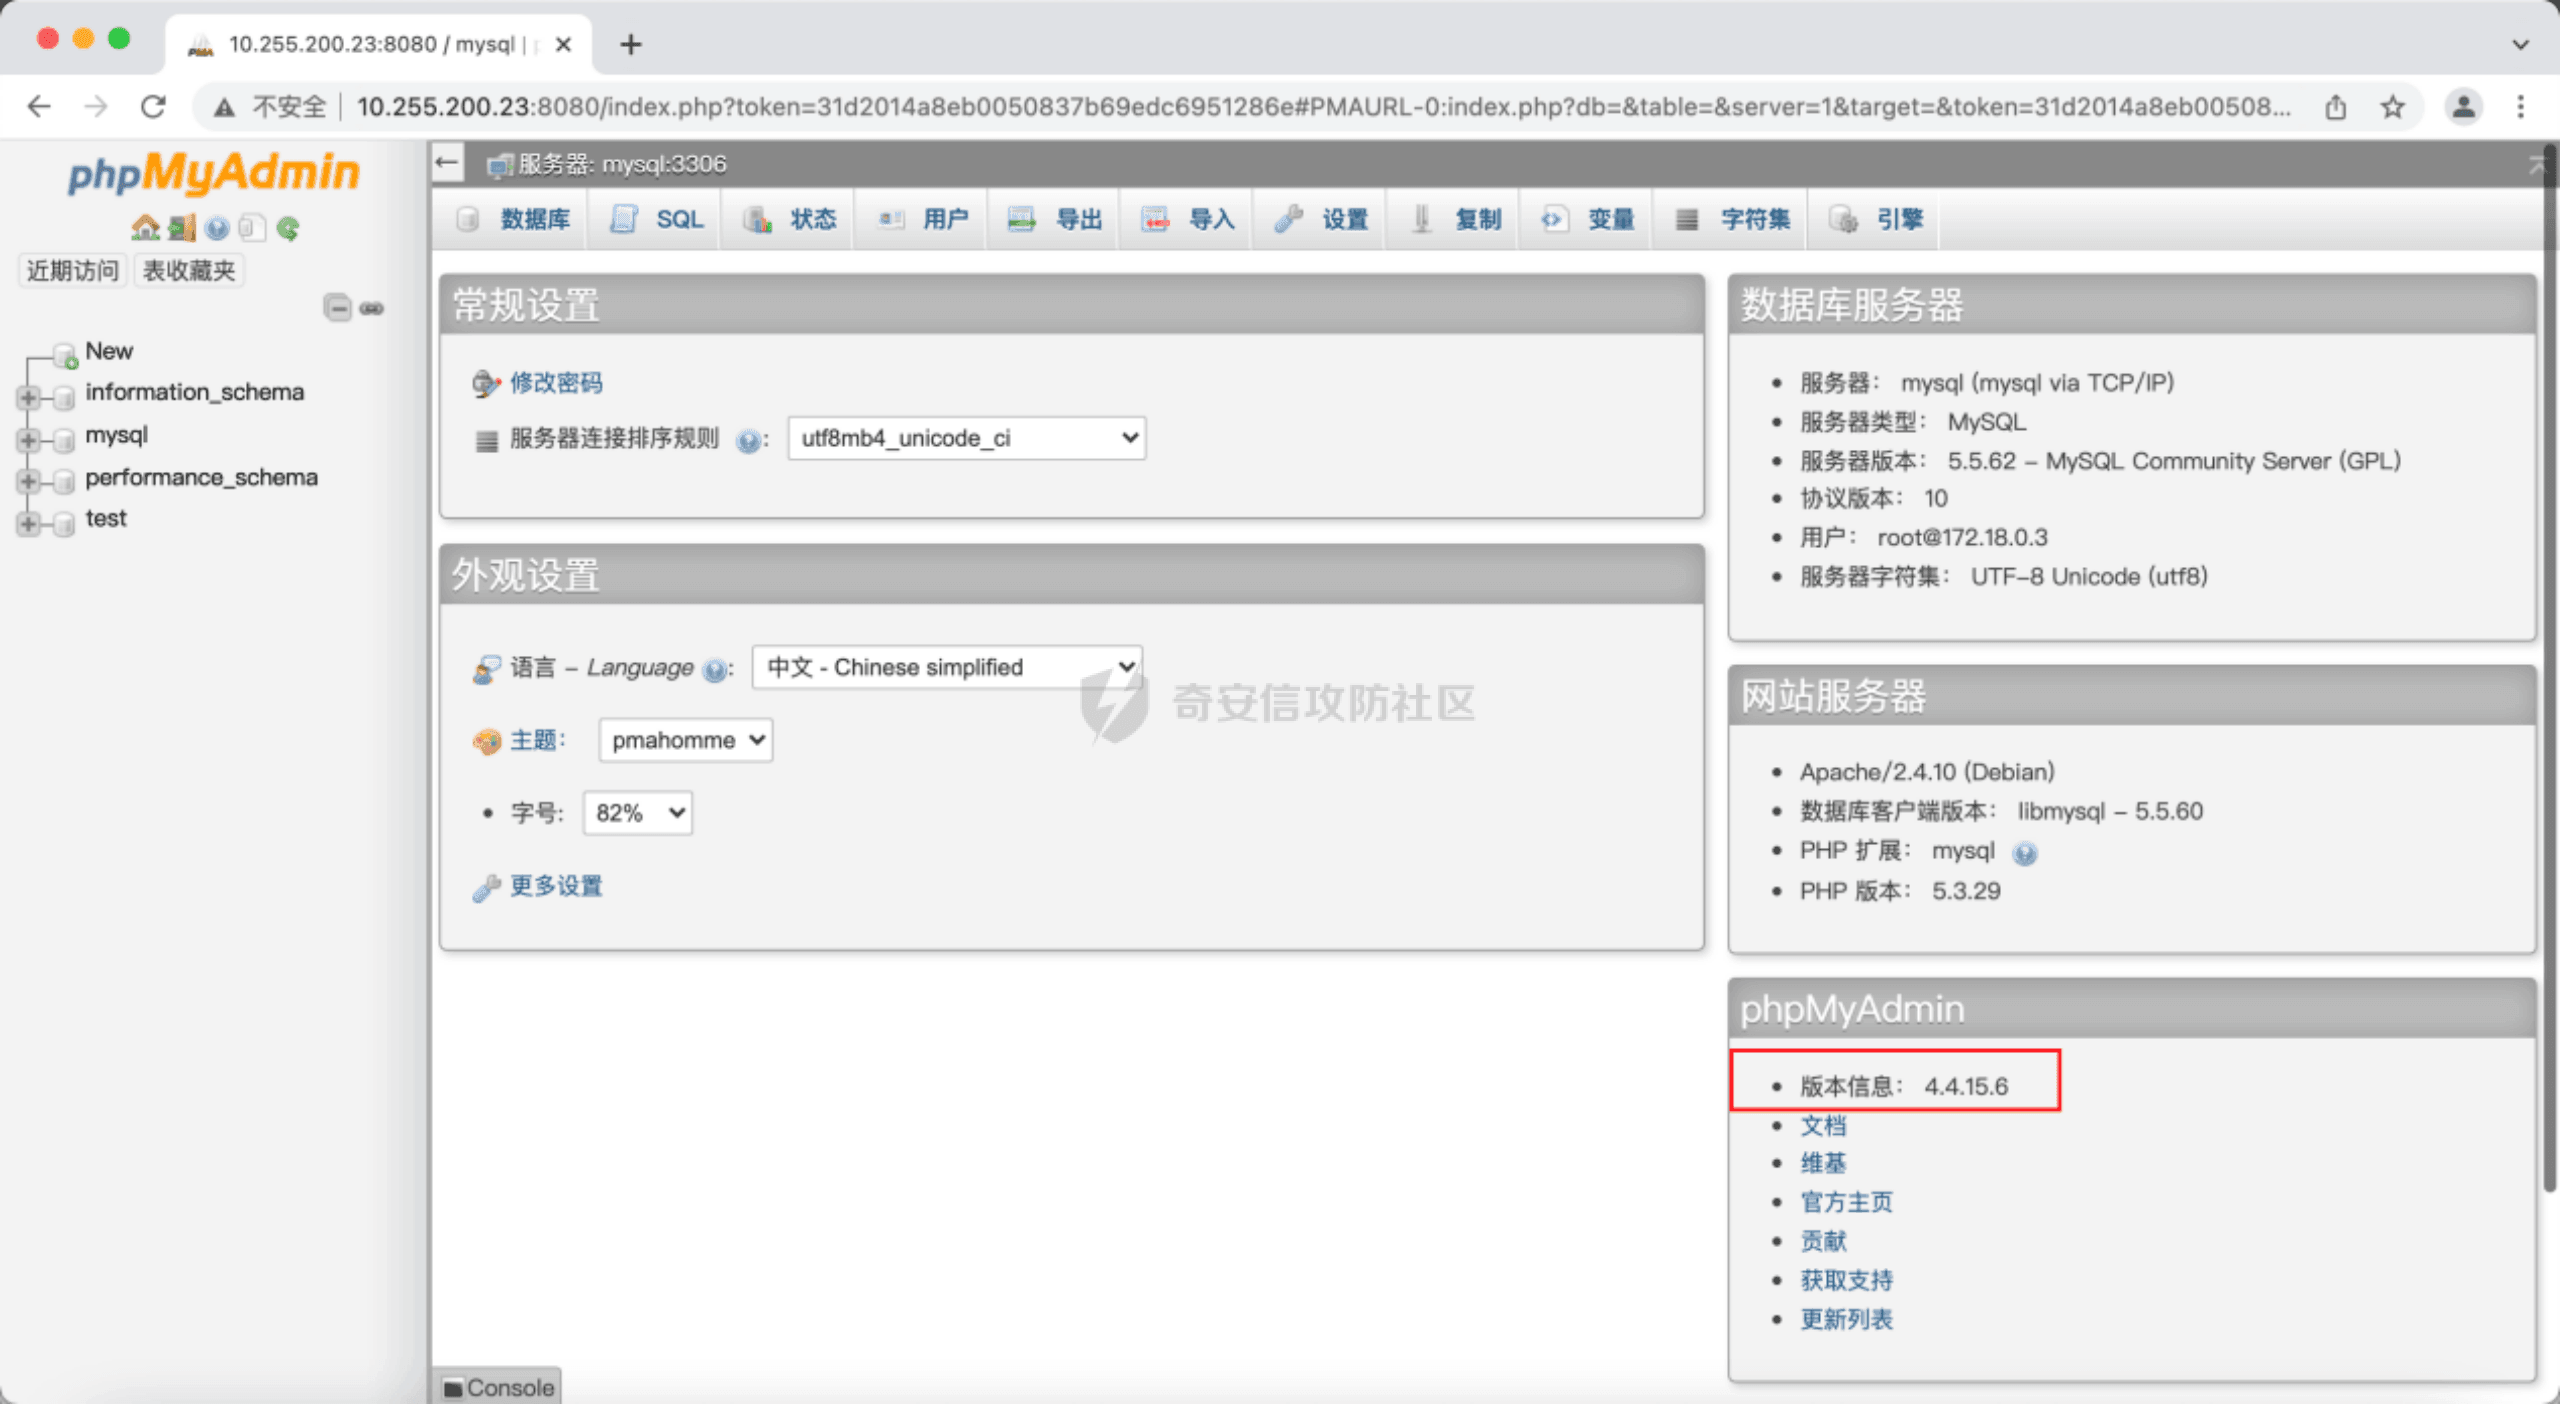 10.255.200.23:8080 / mysql |
不安全 10.255.200.23:8080/index.php?token=31d2014a8eb0050837b69edc6951286e#PMAURL-0:index.php?db=&table=&server=1&target=&token=31d2014a8eb00508...
phpMyAdmin
近期访问 表收藏夹
New
information_schema
mysql
performance_schema
test
服务器: mysql:3306
数据库 SQL 状态 用户 导出 导入 设置 复制 变量 字符集 引擎
常规设置
修改密码
服务器连接排序规则 : utf8mb4_unicode_ci
外观设置
语言 - Language : 中文 - Chinese simplified
主题: pmahomme
字号: 82%
更多设置
奇安信攻防社区
数据库服务器
服务器: mysql (mysql via TCP/IP)
服务器类型: MySQL
服务器版本: 5.5.62 - MySQL Community Server (GPL)
协议版本: 10
用户: root@172.18.0.3
服务器字符集: UTF-8 Unicode (utf8)
网站服务器
Apache/2.4.10 (Debian)
数据库客户端版本: libmysql - 5.5.60
PHP 扩展: mysql
PHP 版本: 5.3.29
phpMyAdmin
版本信息: 4.4.15.6
文档
维基
官方主页
贡献
获取支持
更新列表
Console